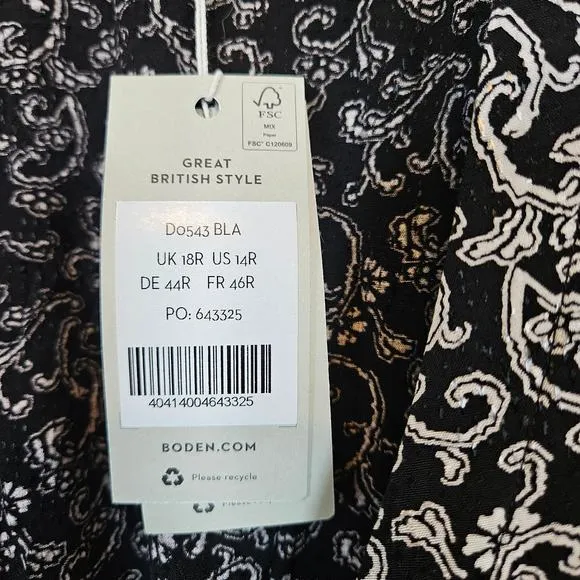 FSC
MIX
Paper
FSC® C120609
GREAT
BRITISH STYLE
D0543 BLA
UK 18R US 14R
DE 44R FR 46R
PO: 643325
40414004643325
BODEN.COM
Please recycle